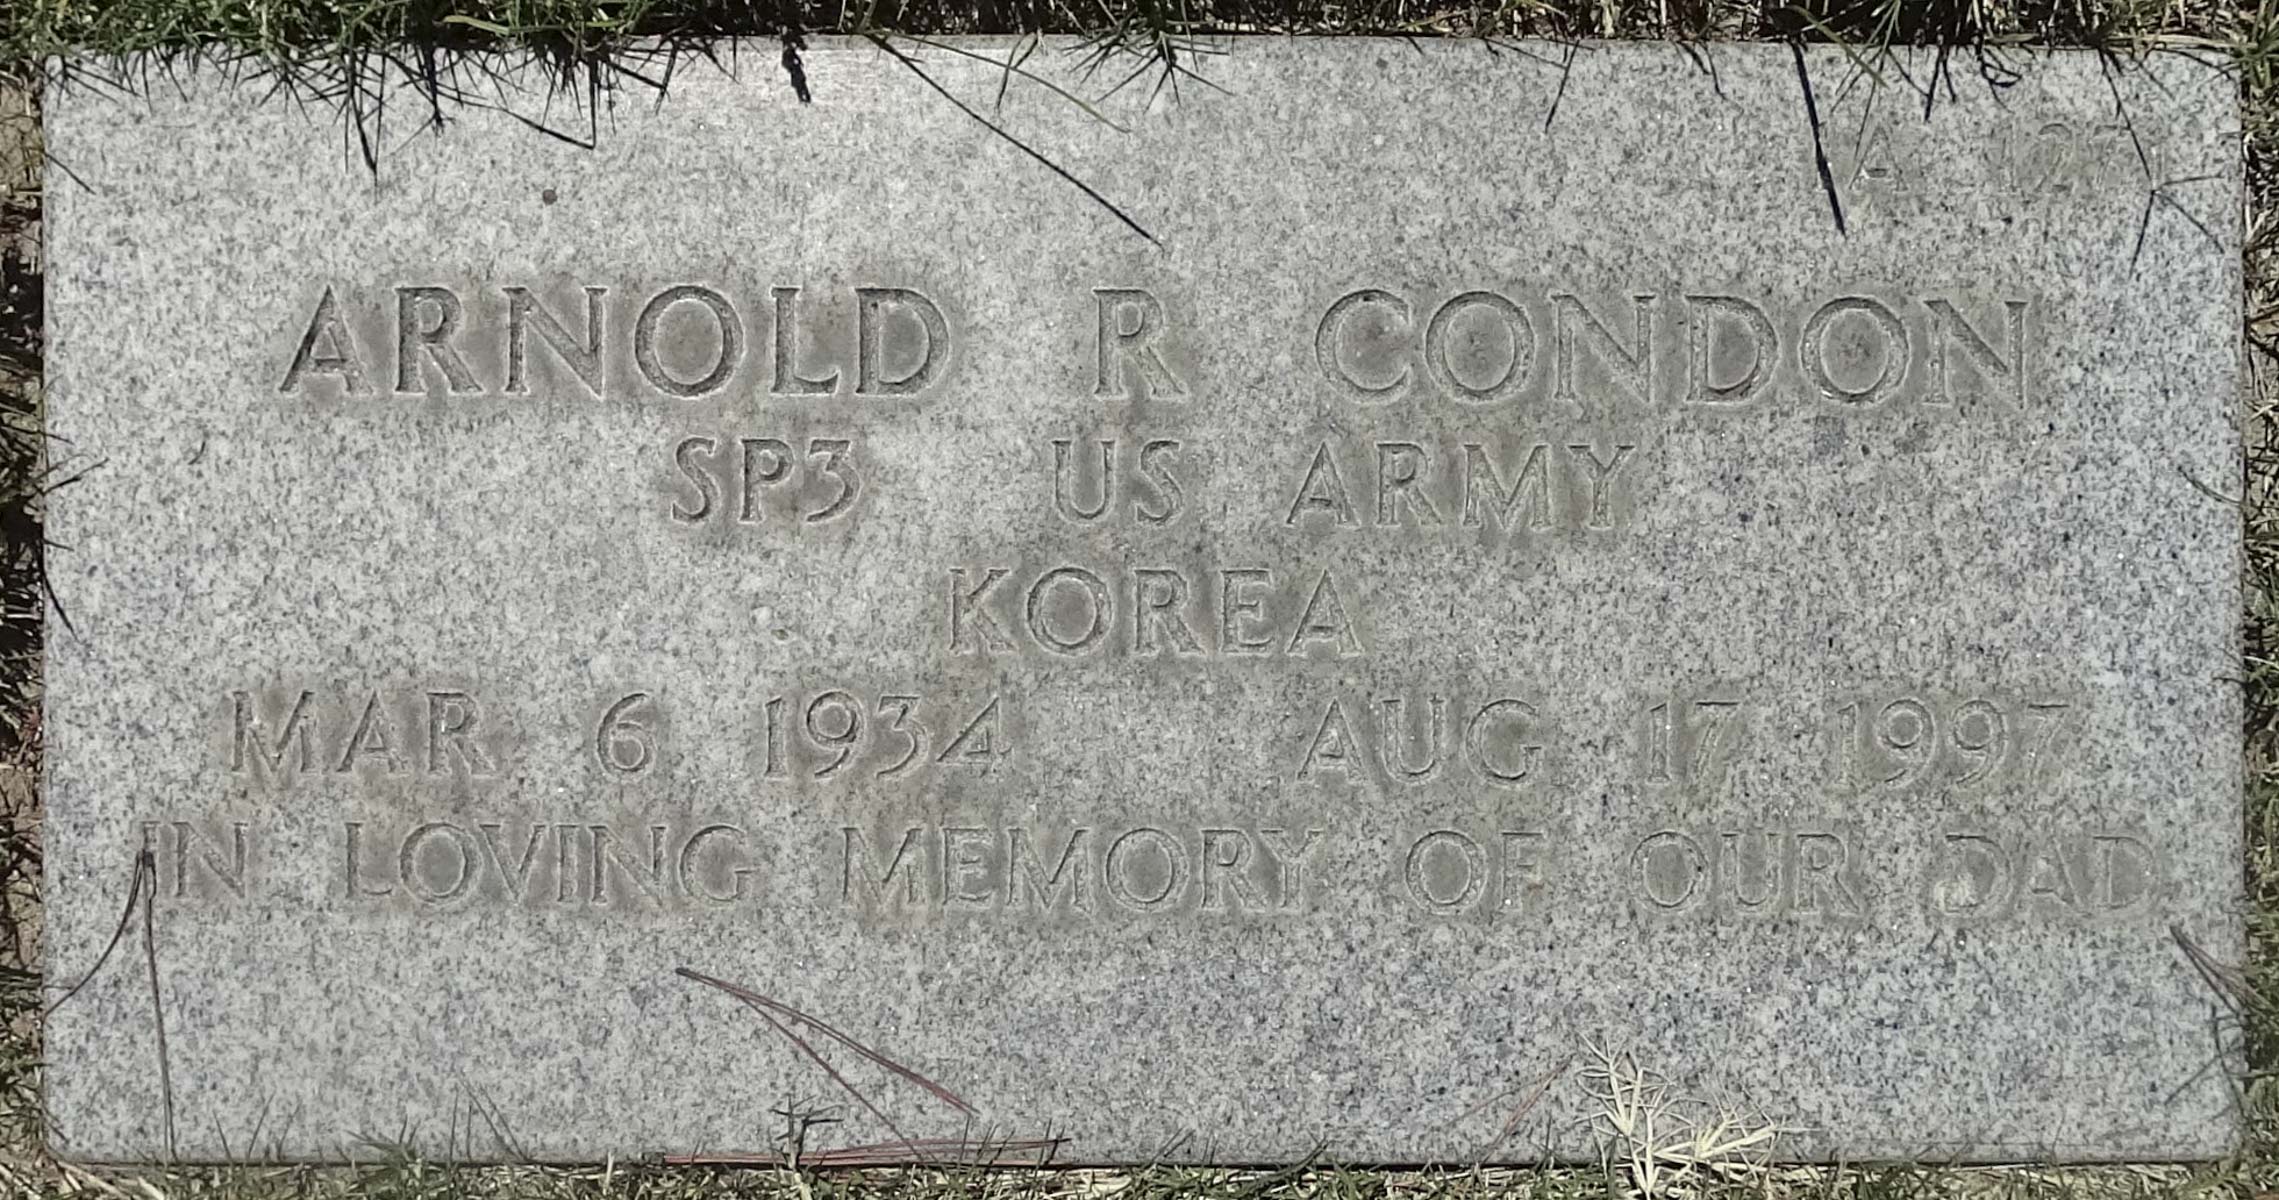 ARNOLD R CONDON
SP3 US ARMY
KOREA
MAR 6 1934 AUG 17 1997
IN LOVING MEMORY OF OUR DAD